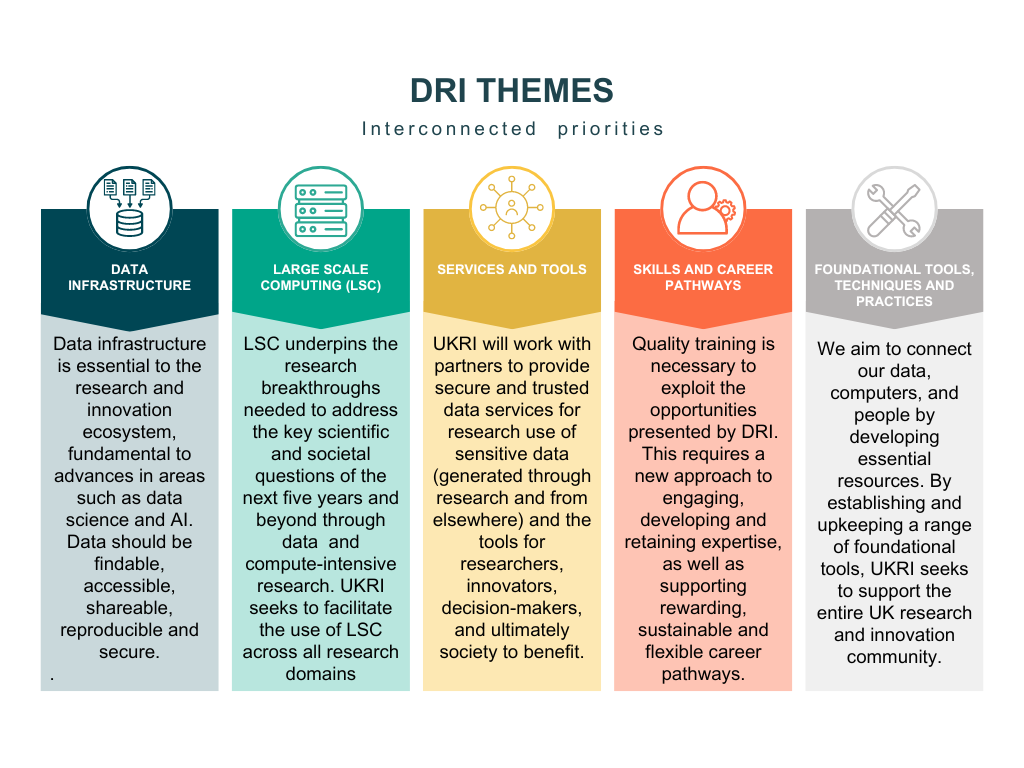 DRI THEMES
Interconnected priorities
DATA
INFRASTRUCTURE
Data infrastructure
is essential to the
research and
innovation
ecosystem,
fundamental to
advances in areas
such as data
science and AI.
Data should be
findable,
accessible,
shareable,
reproducible and
secure.
.
LARGE SCALE
COMPUTING (LSC)
LSC underpins the
research
breakthroughs
needed to address
the key scientific
and societal
questions of the
next five years and
beyond through
data and
compute-intensive
research. UKRI
seeks to facilitate
the use of LSC
across all research
domains
SERVICES AND TOOLS
UKRI will work with
partners to provide
secure and trusted
data services for
research use of
sensitive data
(generated through
research and from
elsewhere) and the
tools for
researchers,
innovators,
decision-makers,
and ultimately
society to benefit.
SKILLS AND CAREER
PATHWAYS
Quality training is
necessary to
exploit the
opportunities
presented by DRI.
This requires a
new approach to
engaging,
developing and
retaining expertise,
as well as
supporting
rewarding,
sustainable and
flexible career
pathways.
FOUNDATIONAL TOOLS,
TECHNIQUES AND
PRACTICES
We aim to connect
our data,
computers, and
people by
developing
essential
resources. By
establishing and
upkeeping a range
of foundational
tools, UKRI seeks
to support the
entire UK research
and innovation
community.